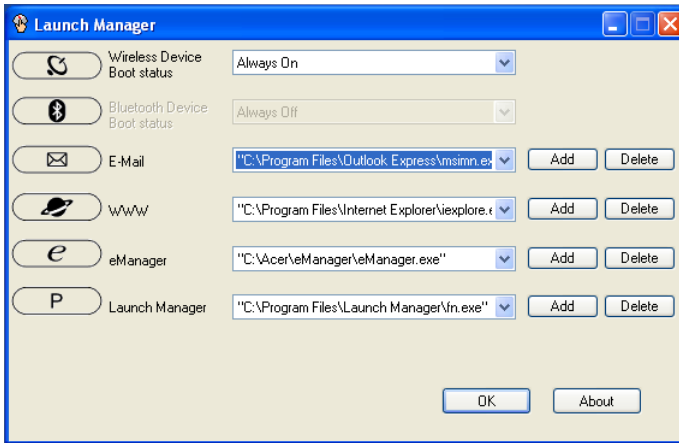 Launch Manager
Wireless Device
Boot status
Always On
Bluetooth Device
Boot status
Always Off
E-Mail
"C:\Program Files\Outlook Express\msimn.ex
Add
Delete
WWW
"C:\Program Files\Internet Explorer\iexplore.e
Add
Delete
e
eManager
"C:\Acer\eManager\eManager.exe"
Add
Delete
P
Launch Manager
"C:\Program Files\Launch Manager\fn.exe"
Add
Delete
OK
About